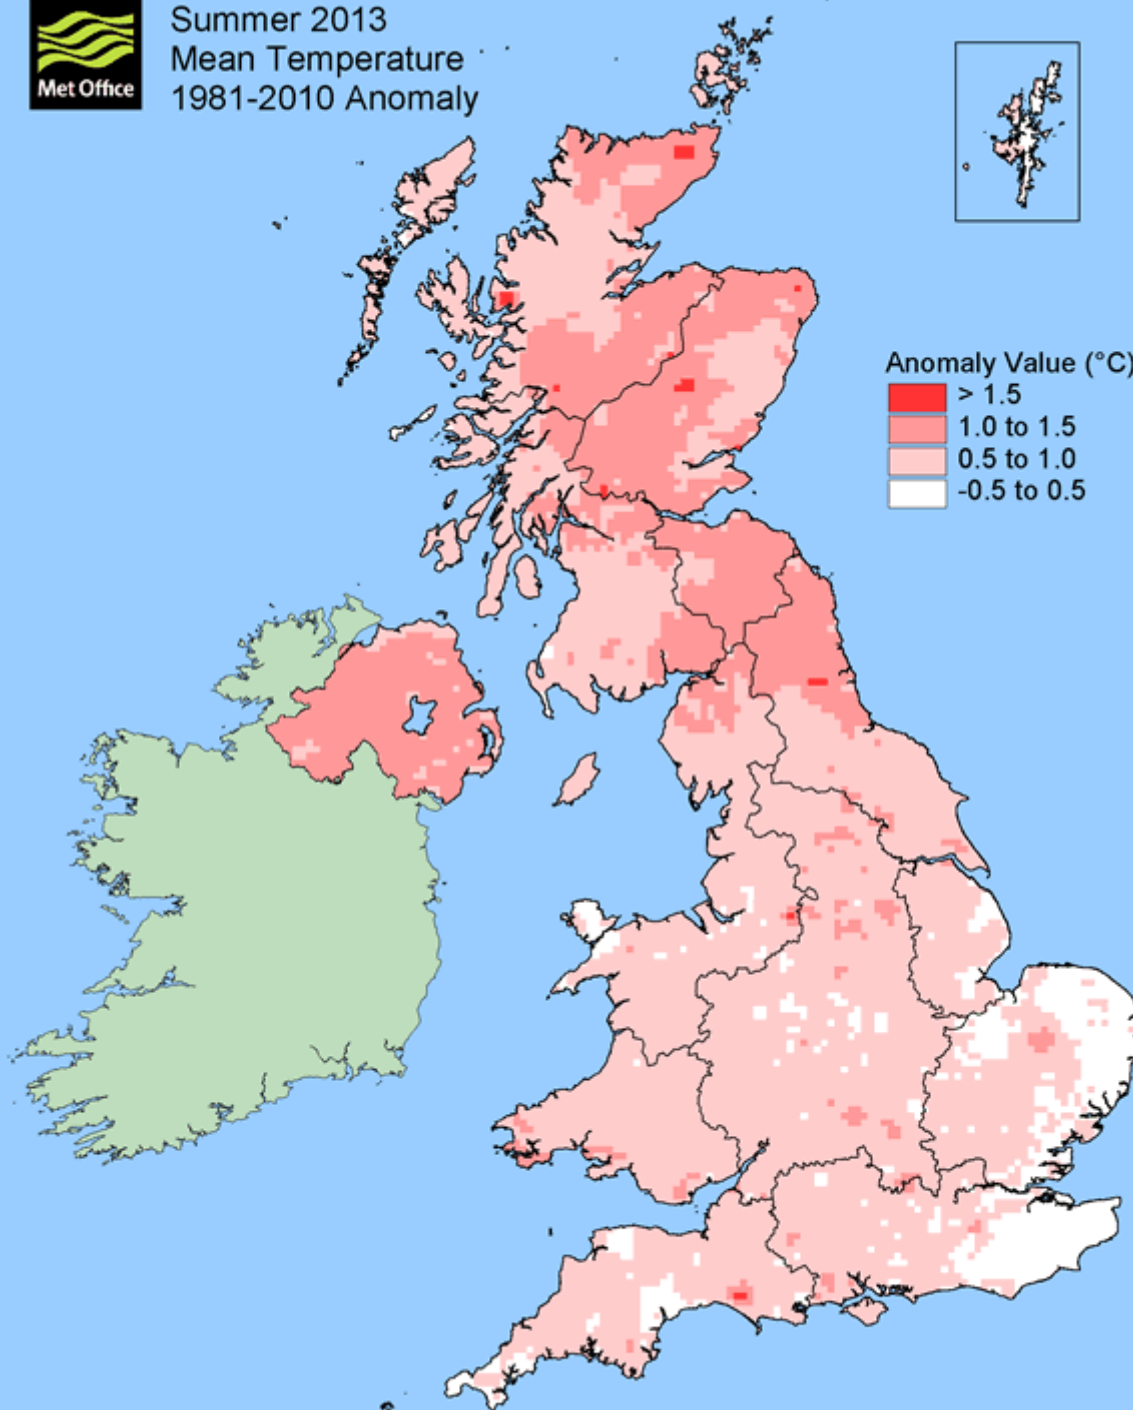 Met Office
Summer 2013
Mean Temperature
1981-2010 Anomaly
Anomaly Value (°C)
> 1.5
1.0 to 1.5
0.5 to 1.0
-0.5 to 0.5